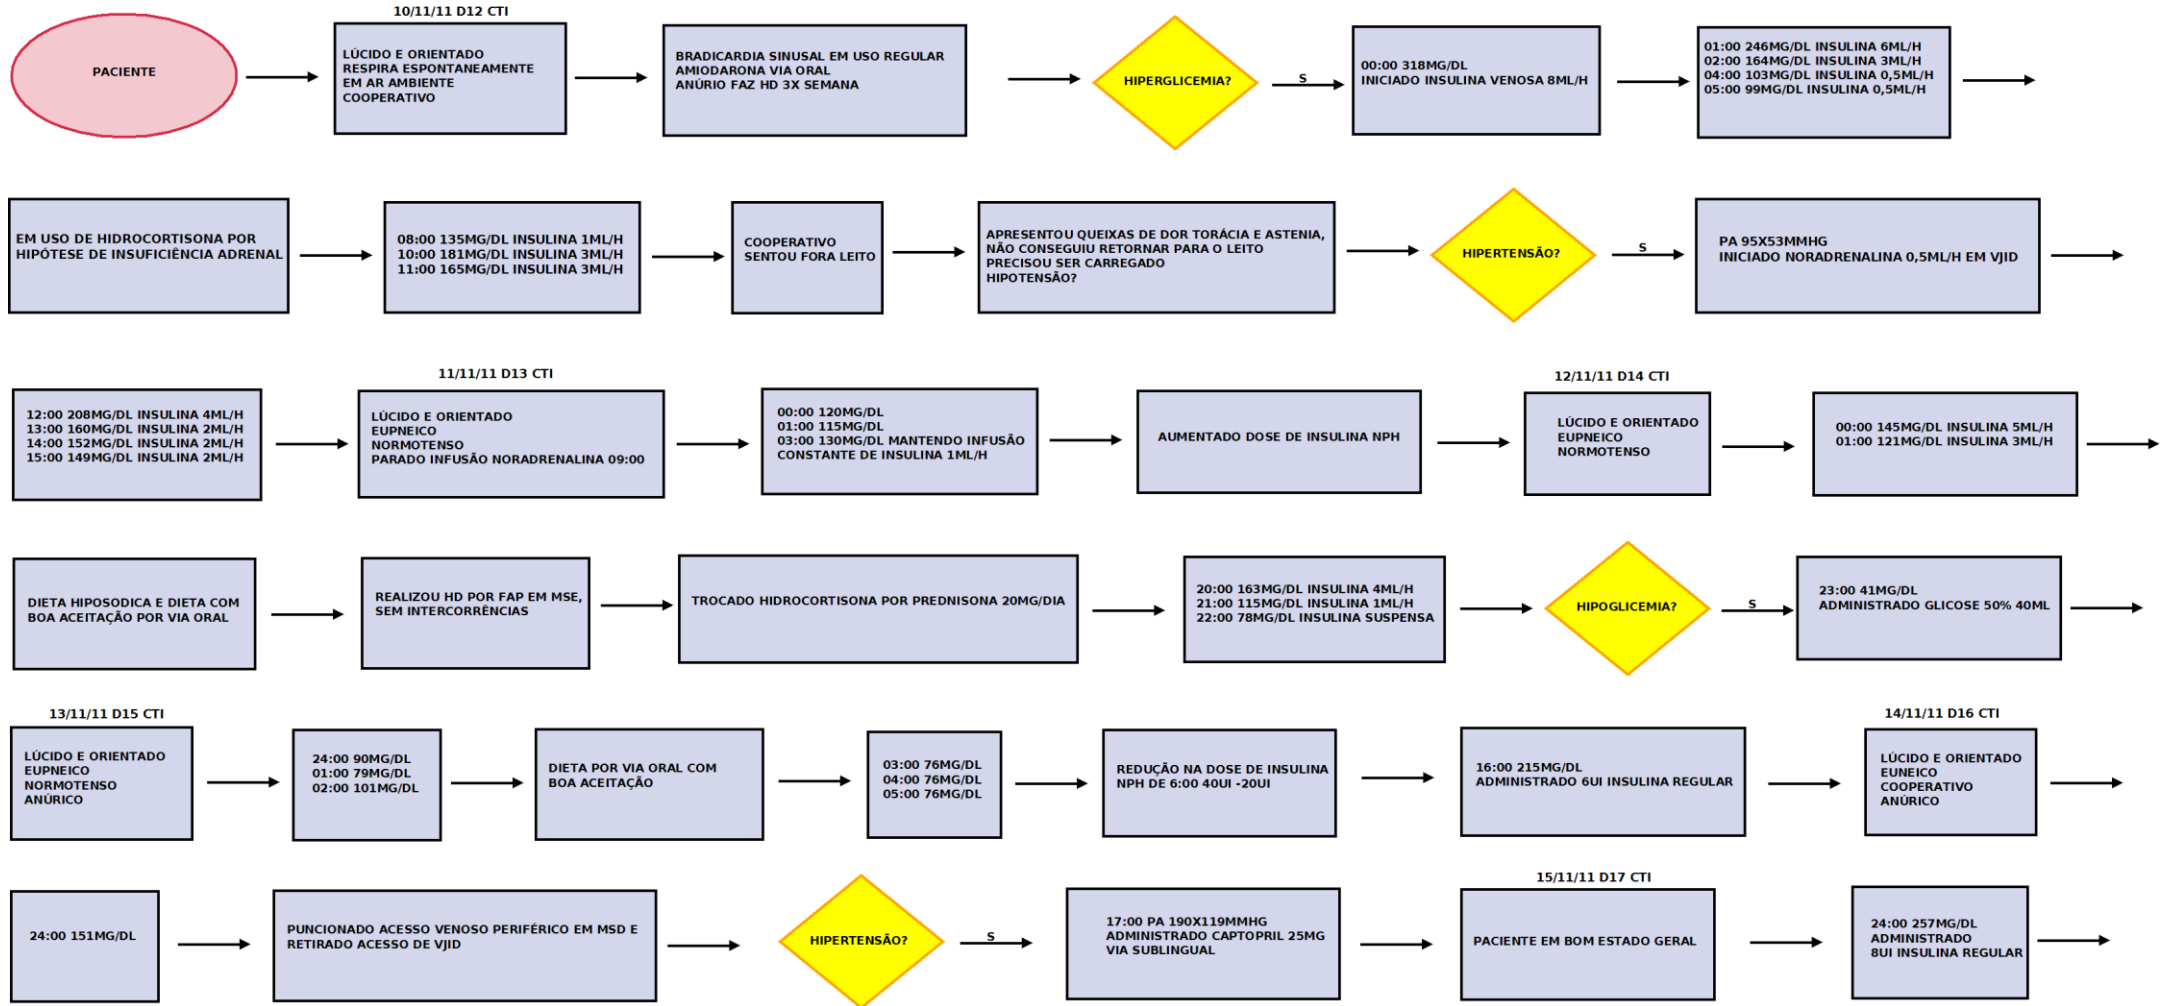 10/11/11 D12 CTI
PACIENTE
LÚCIDO E ORIENTADO
RESPIRA ESPONTANEAMENTE
EM AR AMBIENTE
COOPERATIVO
BRADICARDIA SINUSAL EM USO REGULAR
AMIODARONA VIA ORAL
ANÚRIO FAZ HD 3X SEMANA
HIPERGLICEMIA?
S
00:00 318MG/DL
INICIADO INSULINA VENOSA 8ML/H
01:00 246MG/DL INSULINA 6ML/H
02:00 164MG/DL INSULINA 3ML/H
04:00 103MG/DL INSULINA 0,5ML/H
05:00 99MG/DL INSULINA 0,5ML/H
EM USO DE HIDROCORTISONA POR
HIPÓTESE DE INSUFICIÊNCIA ADRENAL
08:00 135MG/DL INSULINA 1ML/H
10:00 181MG/DL INSULINA 3ML/H
11:00 165MG/DL INSULINA 3ML/H
COOPERATIVO
SENTOU FORA LEITO
APRESENTOU QUEIXAS DE DOR TORÁCIA E ASTENIA,
NÃO CONSEGUIU RETORNAR PARA O LEITO
PRECISOU SER CARREGADO
HIPOTENSÃO?
HIPERTENSÃO?
S
PA 95X53MMHG
INICIADO NORADRENALINA 0,5ML/H EM VJID
12:00 208MG/DL INSULINA 4ML/H
13:00 160MG/DL INSULINA 2ML/H
14:00 152MG/DL INSULINA 2ML/H
15:00 149MG/DL INSULINA 2ML/H
11/11/11 D13 CTI
LÚCIDO E ORIENTADO
EUPNEICO
NORMOTENSO
PARADO INFUSÃO NORADRENALINA 09:00
00:00 120MG/DL
01:00 115MG/DL
03:00 130MG/DL MANTENDO INFUSÃO
CONSTANTE DE INSULINA 1ML/H
AUMENTADO DOSE DE INSULINA NPH
12/11/11 D14 CTI
LÚCIDO E ORIENTADO
EUPNEICO
NORMOTENSO
00:00 145MG/DL INSULINA 5ML/H
01:00 121MG/DL INSULINA 3ML/H
DIETA HIPOSODICA E DIETA COM
BOA ACEITAÇÃO POR VIA ORAL
REALIZOU HD POR FAP EM MSE,
SEM INTERCORRÊNCIAS
TROCADO HIDROCORTISONA POR PREDNISONA 20MG/DIA
20:00 163MG/DL INSULINA 4ML/H
21:00 115MG/DL INSULINA 1ML/H
22:00 78MG/DL INSULINA SUSPENSA
HIPOGLICEMIA?
S
23:00 41MG/DL
ADMINISTRADO GLICOSE 50% 40ML
13/11/11 D15 CTI
LÚCIDO E ORIENTADO
EUPNEICO
NORMOTENSO
ANÚRICO
24:00 90MG/DL
01:00 79MG/DL
02:00 101MG/DL
DIETA POR VIA ORAL COM
BOA ACEITAÇÃO
03:00 76MG/DL
04:00 76MG/DL
05:00 76MG/DL
REDUÇÃO NA DOSE DE INSULINA
NPH DE 6:00 40UI -20UI
16:00 215MG/DL
ADMINISTRADO 6UI INSULINA REGULAR
14/11/11 D16 CTI
LÚCIDO E ORIENTADO
EUNEICO
COOPERATIVO
ANÚRICO
24:00 151MG/DL
PUNCIONADO ACESSO VENOSO PERIFÉRICO EM MSD E
RETIRADO ACESSO DE VJID
HIPERTENSÃO?
S
17:00 PA 190X119MMHG
ADMINISTRADO CAPTOPRIL 25MG
VIA SUBLINGUAL
15/11/11 D17 CTI
PACIENTE EM BOM ESTADO GERAL
24:00 257MG/DL
ADMINISTRADO
8UI INSULINA REGULAR